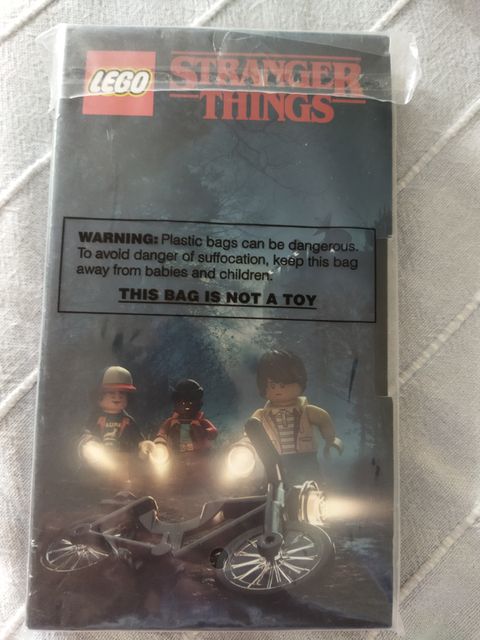 LEGO
STRANGER
THINGS
WARNING: Plastic bags can be dangerous.
To avoid danger of suffocation, keep this bag
away from babies and children.
THIS BAG IS NOT A TOY